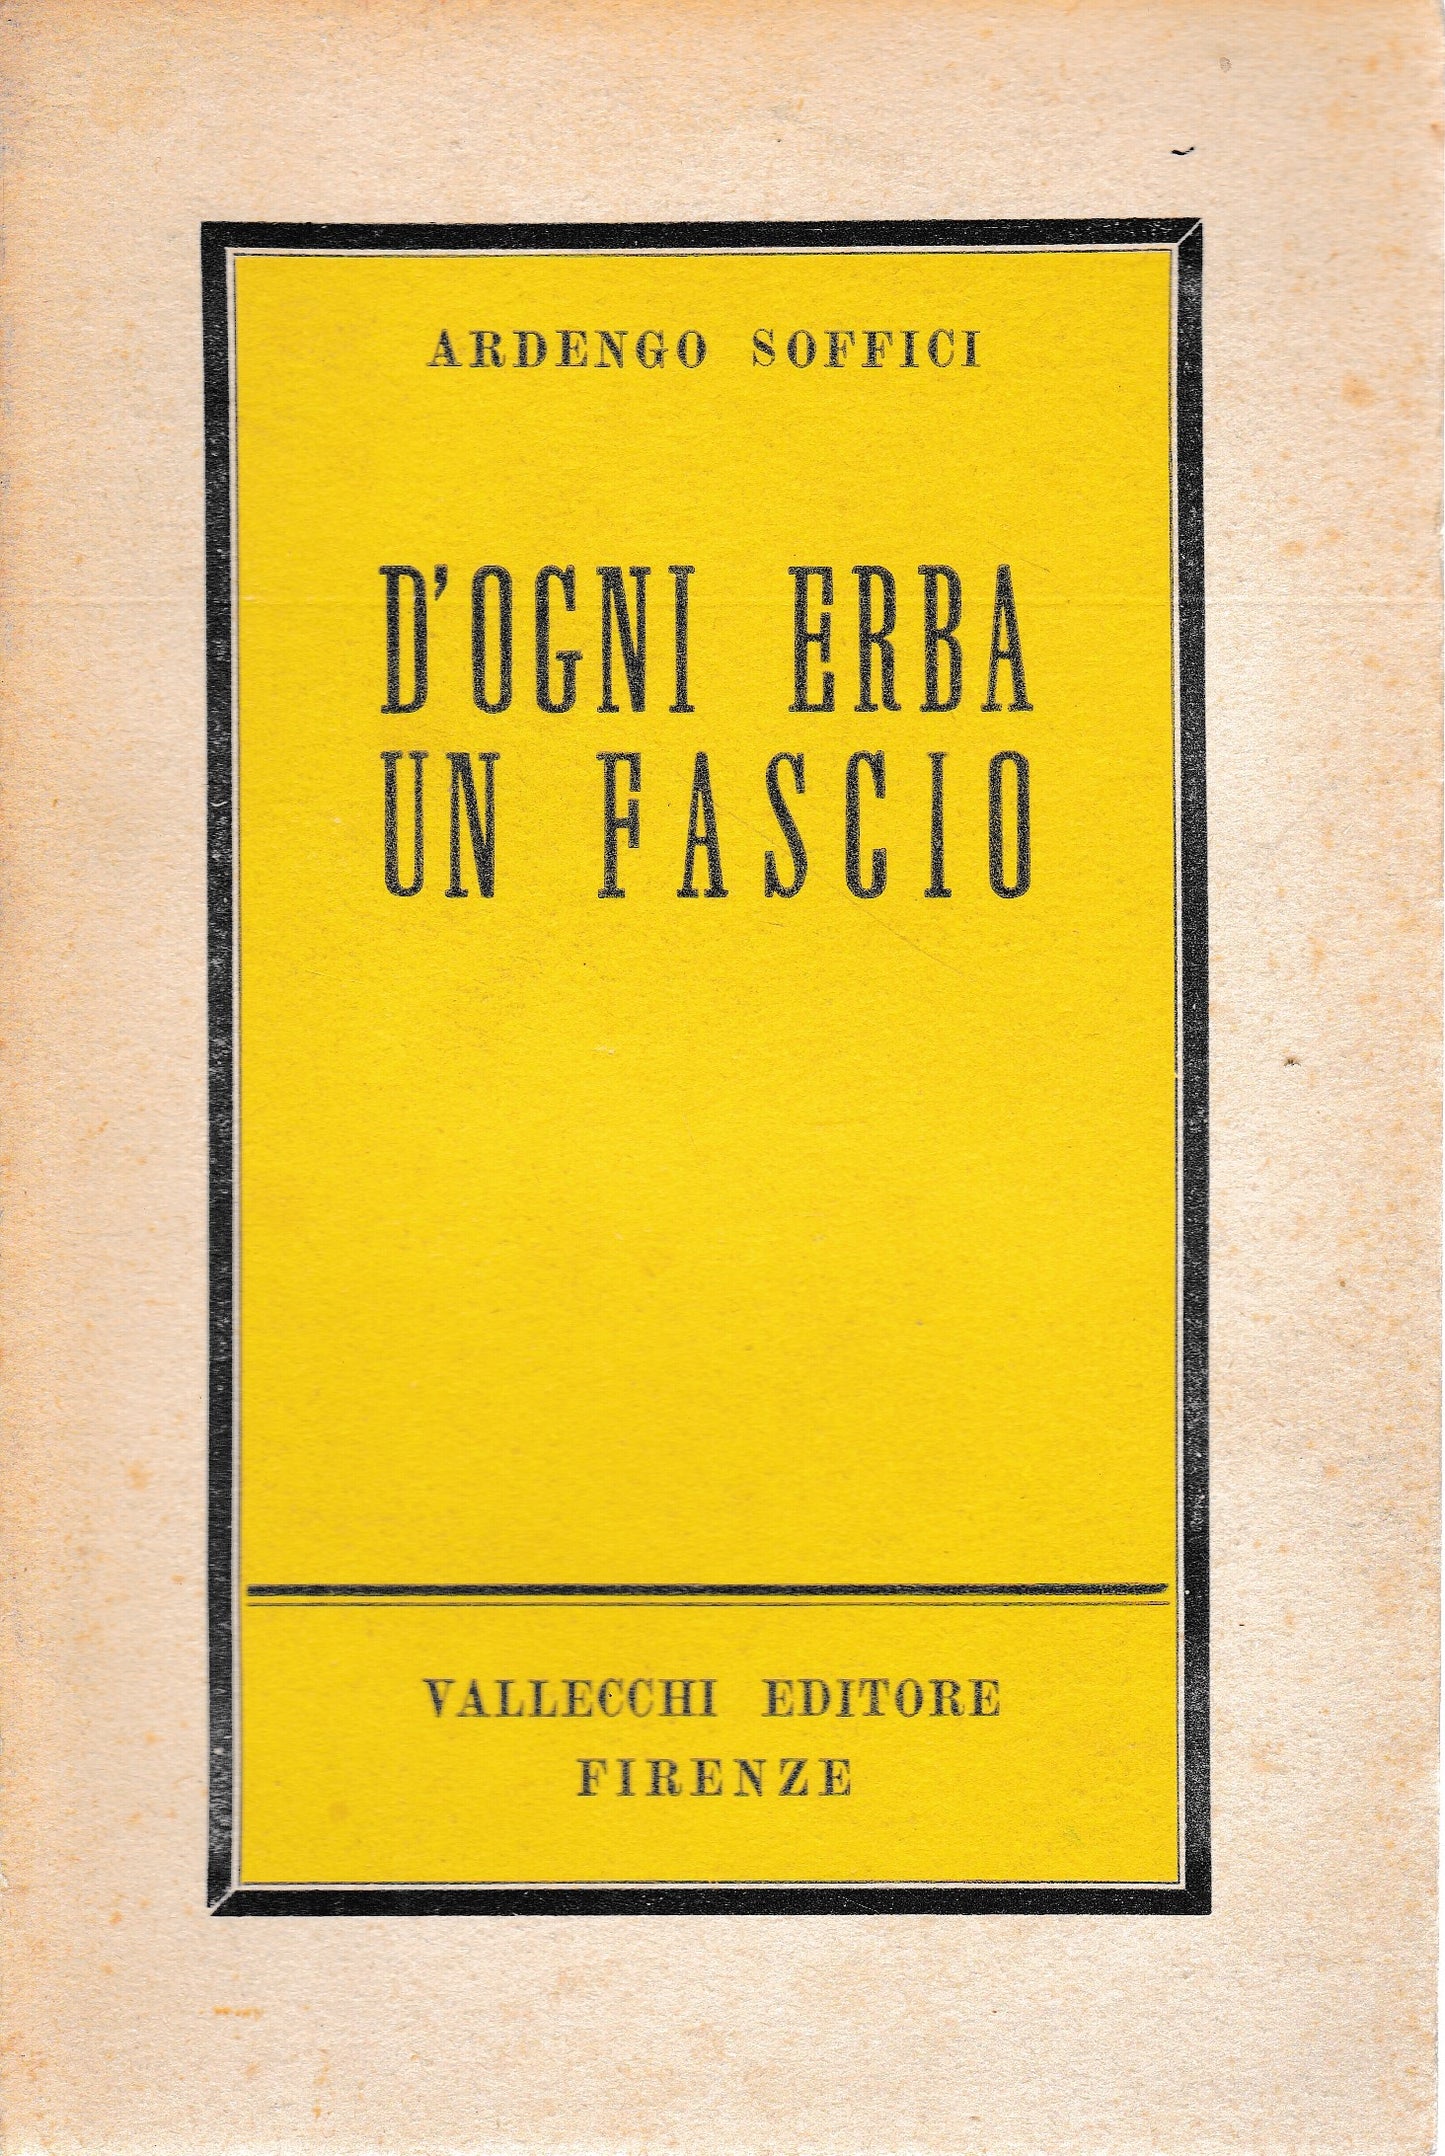 ARDENGO SOFFICI
D'OGNI ERBA
UN FASCIO
VALLECCHI EDITORE
FIRENZE